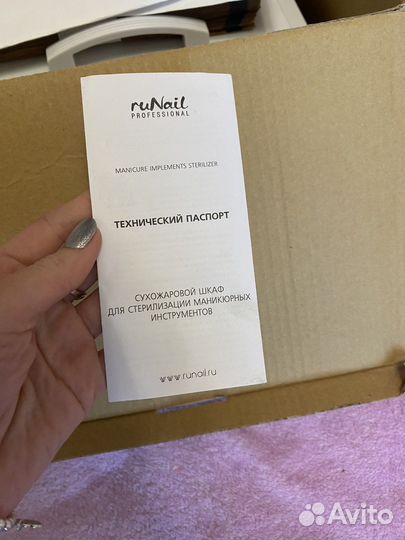 ruNail
PROFESSIONAL
MANICURE IMPLEMENTS STERILIZER
ТЕХНИЧЕСКИЙ ПАСПОРТ
СУХОЖАРОВОЙ ШКАФ
ДЛЯ СТЕРИЛИЗАЦИИ МАНИКЮРНЫХ
ИНСТРУМЕНТОВ
www.runail.ru
Avito